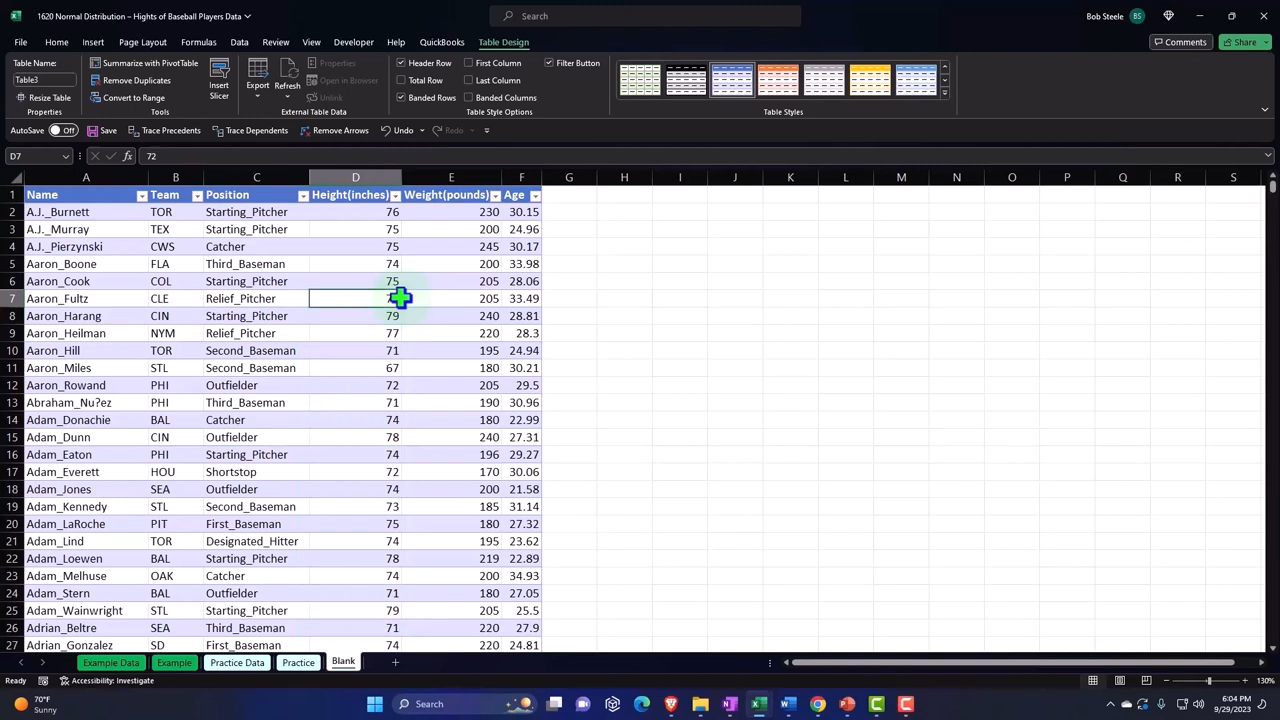 1620 Normal Distribution – Hights of Baseball Players Data
Search
Bob Steele BS
File Home Insert Page Layout Formulas Data Review View Developer Help QuickBooks Table Design Comments Share
Table Name:
Table3
Resize Table
Properties
Summarize with PivotTable
Remove Duplicates
Convert to Range
Tools
Insert Slicer
Export
Refresh
Properties
Open in Browser
Unlink
External Table Data
Header Row
Total Row
Banded Rows
First Column
Last Column
Banded Columns
Filter Button
Table Style Options
Table Styles
AutoSave Off Save Trace Precedents Trace Dependents Remove Arrows Undo Redo
D7 fx 72
A B C D E F G H I J K L M N O P Q R S
1 Name Team Position Height(inches) Weight(pounds) Age
2 A.J._Burnett TOR Starting_Pitcher 76 230 30.15
3 A.J._Murray TEX Starting_Pitcher 75 200 24.96
4 A.J._Pierzynski CWS Catcher 75 245 30.17
5 Aaron_Boone FLA Third_Baseman 74 200 33.98
6 Aaron_Cook COL Starting_Pitcher 75 205 28.06
7 Aaron_Fultz CLE Relief_Pitcher 205 33.49
8 Aaron_Harang CIN Starting_Pitcher 79 240 28.81
9 Aaron_Heilman NYM Relief_Pitcher 77 220 28.3
10 Aaron_Hill TOR Second_Baseman 71 195 24.94
11 Aaron_Miles STL Second_Baseman 67 180 30.21
12 Aaron_Rowand PHI Outfielder 72 205 29.5
13 Abraham_Nu?ez PHI Third_Baseman 71 190 30.96
14 Adam_Donachie BAL Catcher 74 180 22.99
15 Adam_Dunn CIN Outfielder 78 240 27.31
16 Adam_Eaton PHI Starting_Pitcher 74 196 29.27
17 Adam_Everett HOU Shortstop 72 170 30.06
18 Adam_Jones SEA Outfielder 74 200 21.58
19 Adam_Kennedy STL Second_Baseman 73 185 31.14
20 Adam_LaRoche PIT First_Baseman 75 180 27.32
21 Adam_Lind TOR Designated_Hitter 74 195 23.62
22 Adam_Loewen BAL Starting_Pitcher 78 219 22.89
23 Adam_Melhuse OAK Catcher 74 200 34.93
24 Adam_Stern BAL Outfielder 71 180 27.05
25 Adam_Wainwright STL Starting_Pitcher 79 205 25.5
26 Adrian_Beltre SEA Third_Baseman 71 220 27.9
27 Adrian_Gonzalez SD First_Baseman 74 220 24.81
Example Data Example Practice Data Practice Blank
Ready Accessibility: Investigate 130%
70°F
Sunny
Search
6:04 PM
9/29/2023